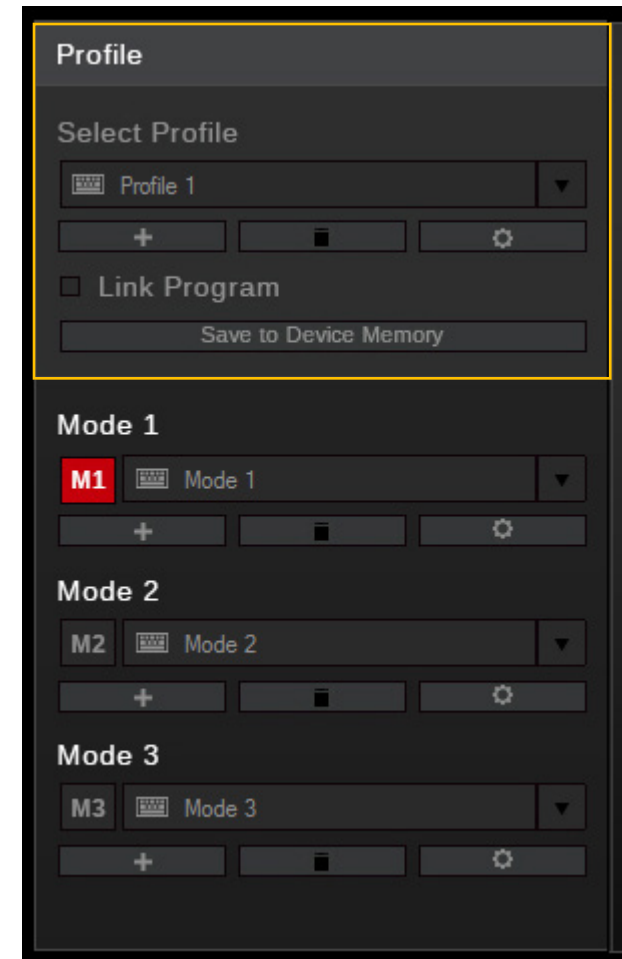 Profile
Select Profile
Profile 1
Link Program
Save to Device Memory
Mode 1
M1 Mode 1
Mode 2
M2 Mode 2
Mode 3
M3 Mode 3